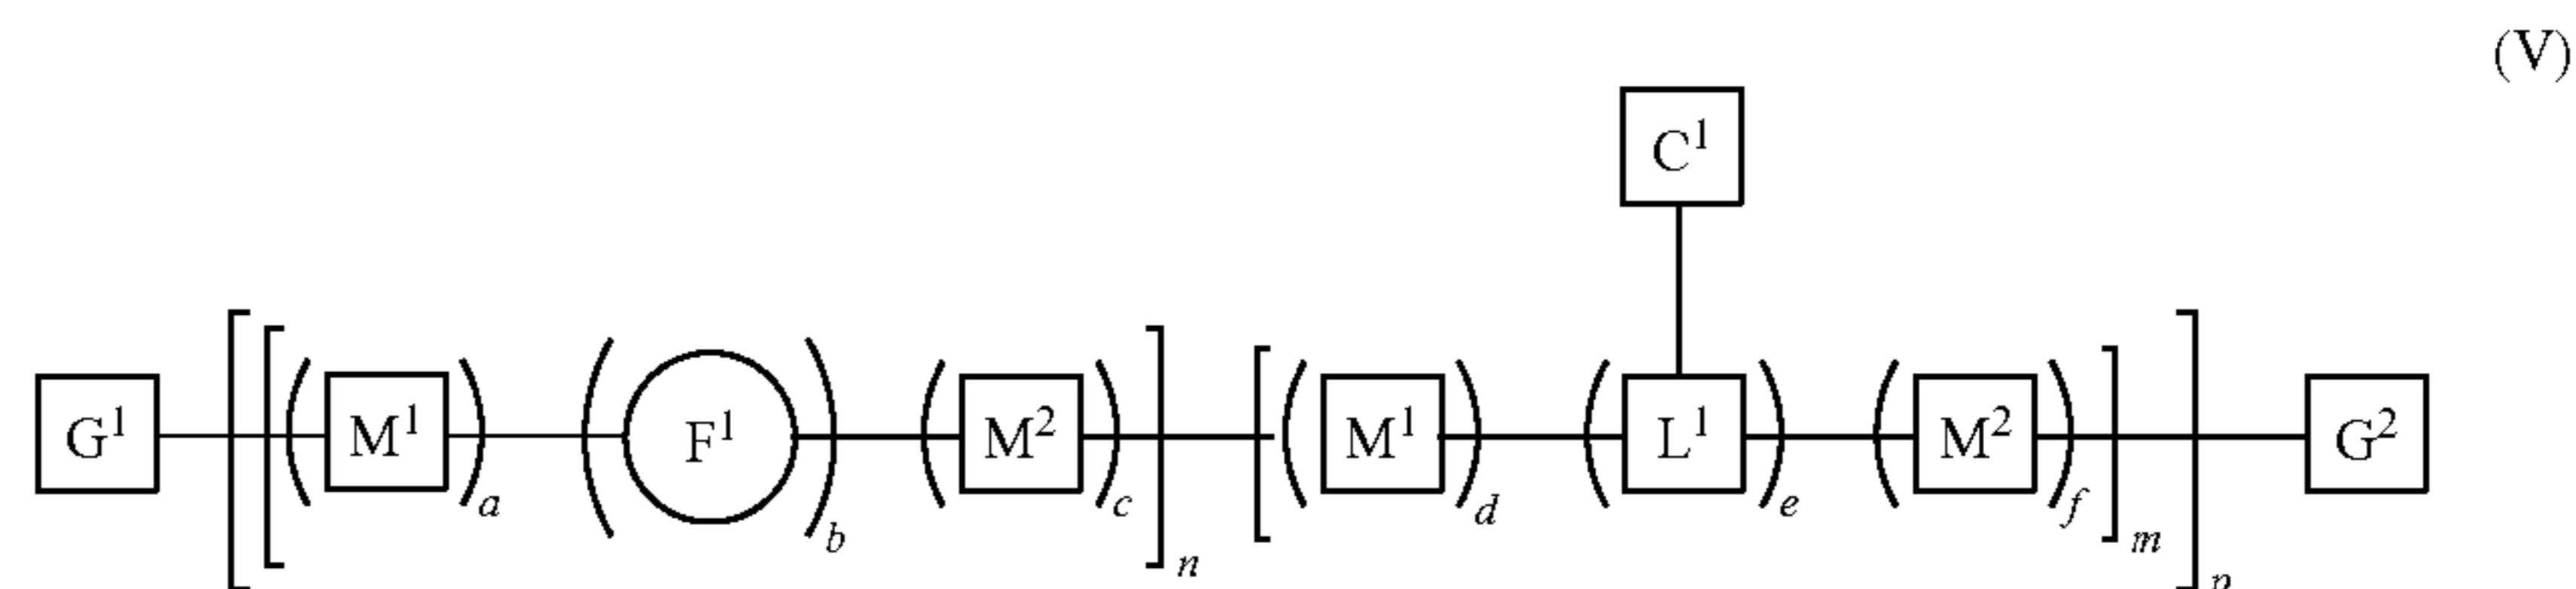 (V)
C¹
G¹ [ [ ( M¹ )a ( F¹ )b ( M² )c ]n [ ( M¹ )d ( L¹ )e ( M² )f ]m ]p G²